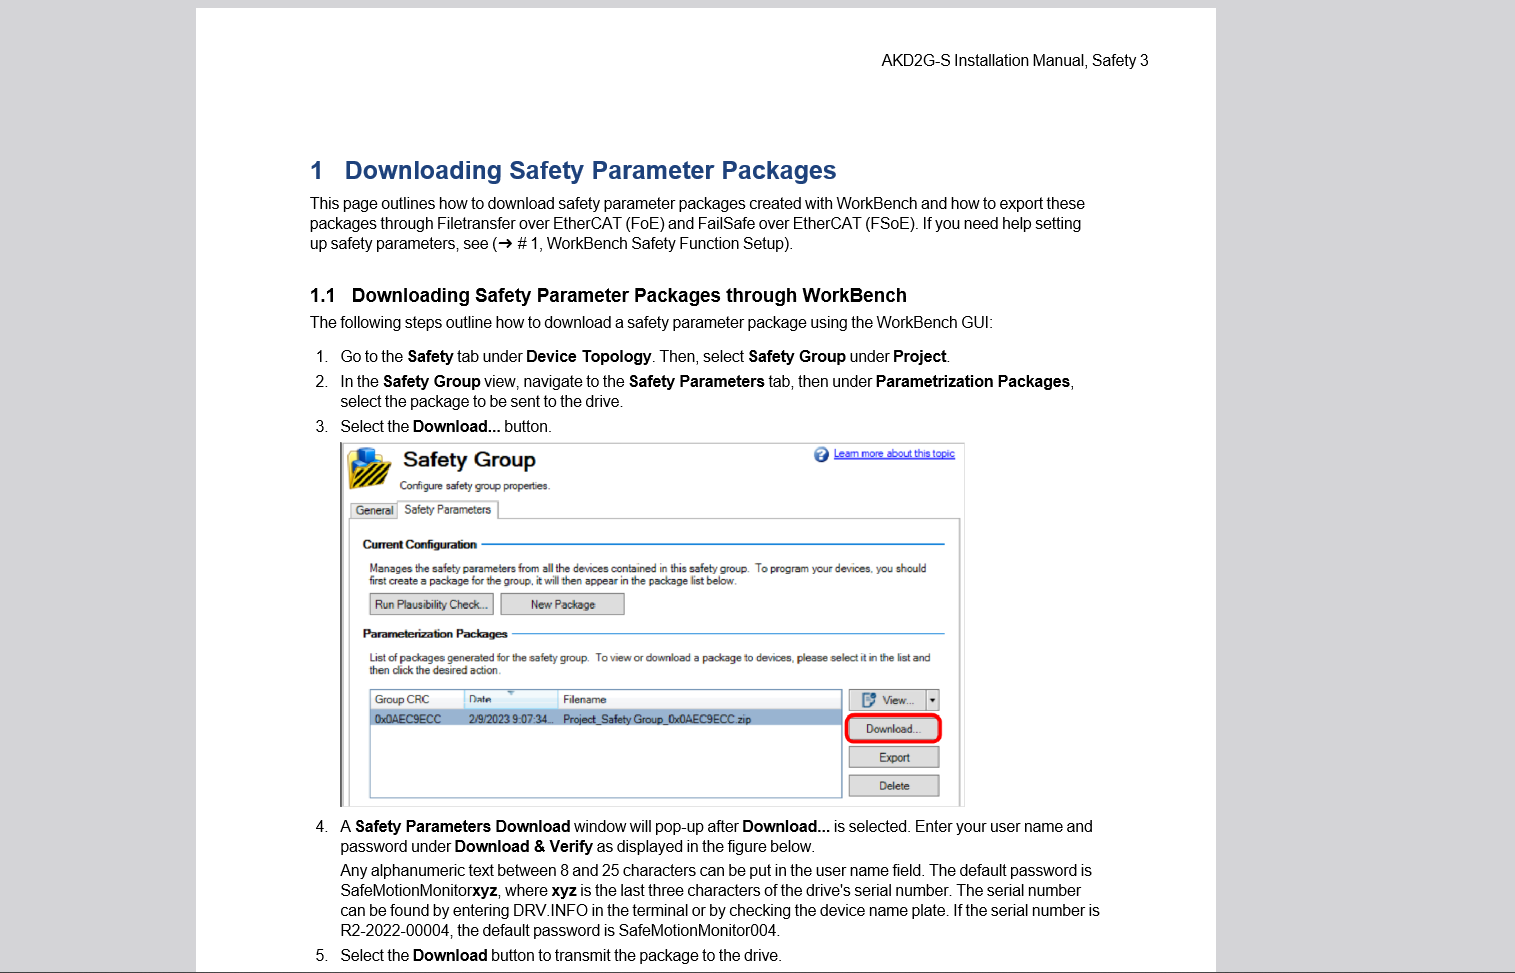 AKD2G-S Installation Manual, Safety 3
1 Downloading Safety Parameter Packages
This page outlines how to download safety parameter packages created with WorkBench and how to export these
packages through Filetransfer over EtherCAT (FoE) and FailSafe over EtherCAT (FSoE). If you need help setting
up safety parameters, see (➜ # 1, WorkBench Safety Function Setup).
1.1 Downloading Safety Parameter Packages through WorkBench
The following steps outline how to download a safety parameter package using the WorkBench GUI:
1. Go to the Safety tab under Device Topology. Then, select Safety Group under Project.
2. In the Safety Group view, navigate to the Safety Parameters tab, then under Parametrization Packages,
select the package to be sent to the drive.
3. Select the Download... button.
Safety Group
Learn more about this topic
Configure safety group properties.
General Safety Parameters
Current Configuration
Manages the safety parameters from all the devices contained in this safety group. To program your devices, you should
first create a package for the group, it will then appear in the package list below.
Run Plausibility Check... New Package
Parameterization Packages
List of packages generated for the safety group. To view or download a package to devices, please select it in the list and
then click the desired action.
Group CRC Date Filename
View...
0x0AEC9ECC 2/9/2023 9:07:34... Project_Safety Group_0x0AEC9ECC.zip
Download...
Export
Delete
4. A Safety Parameters Download window will pop-up after Download... is selected. Enter your user name and
password under Download & Verify as displayed in the figure below.
Any alphanumeric text between 8 and 25 characters can be put in the user name field. The default password is
SafeMotionMonitorxyz, where xyz is the last three characters of the drive's serial number. The serial number
can be found by entering DRV.INFO in the terminal or by checking the device name plate. If the serial number is
R2-2022-00004, the default password is SafeMotionMonitor004.
5. Select the Download button to transmit the package to the drive.